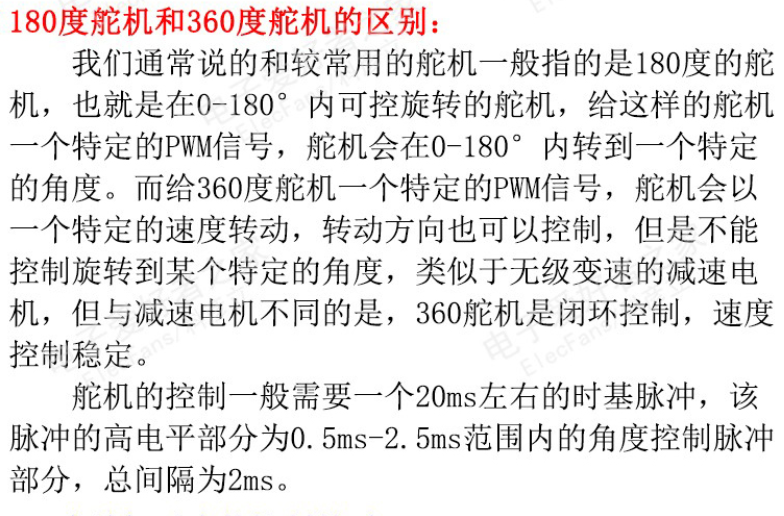 180度舵机和360度舵机的区别：
我们通常说的和较常用的舵机一般指的是180度的舵
机，也就是在0-180°内可控旋转的舵机，给这样的舵机
一个特定的PWM信号，舵机会在0-180°内转到一个特定
的角度。而给360度舵机一个特定的PWM信号，舵机会以
一个特定的速度转动，转动方向也可以控制，但是不能
控制旋转到某个特定的角度，类似于无级变速的减速电
机，但与减速电机不同的是，360舵机是闭环控制，速度
控制稳定。
舵机的控制一般需要一个20ms左右的时基脉冲，该
脉冲的高电平部分为0.5ms-2.5ms范围内的角度控制脉冲
部分，总间隔为2ms。